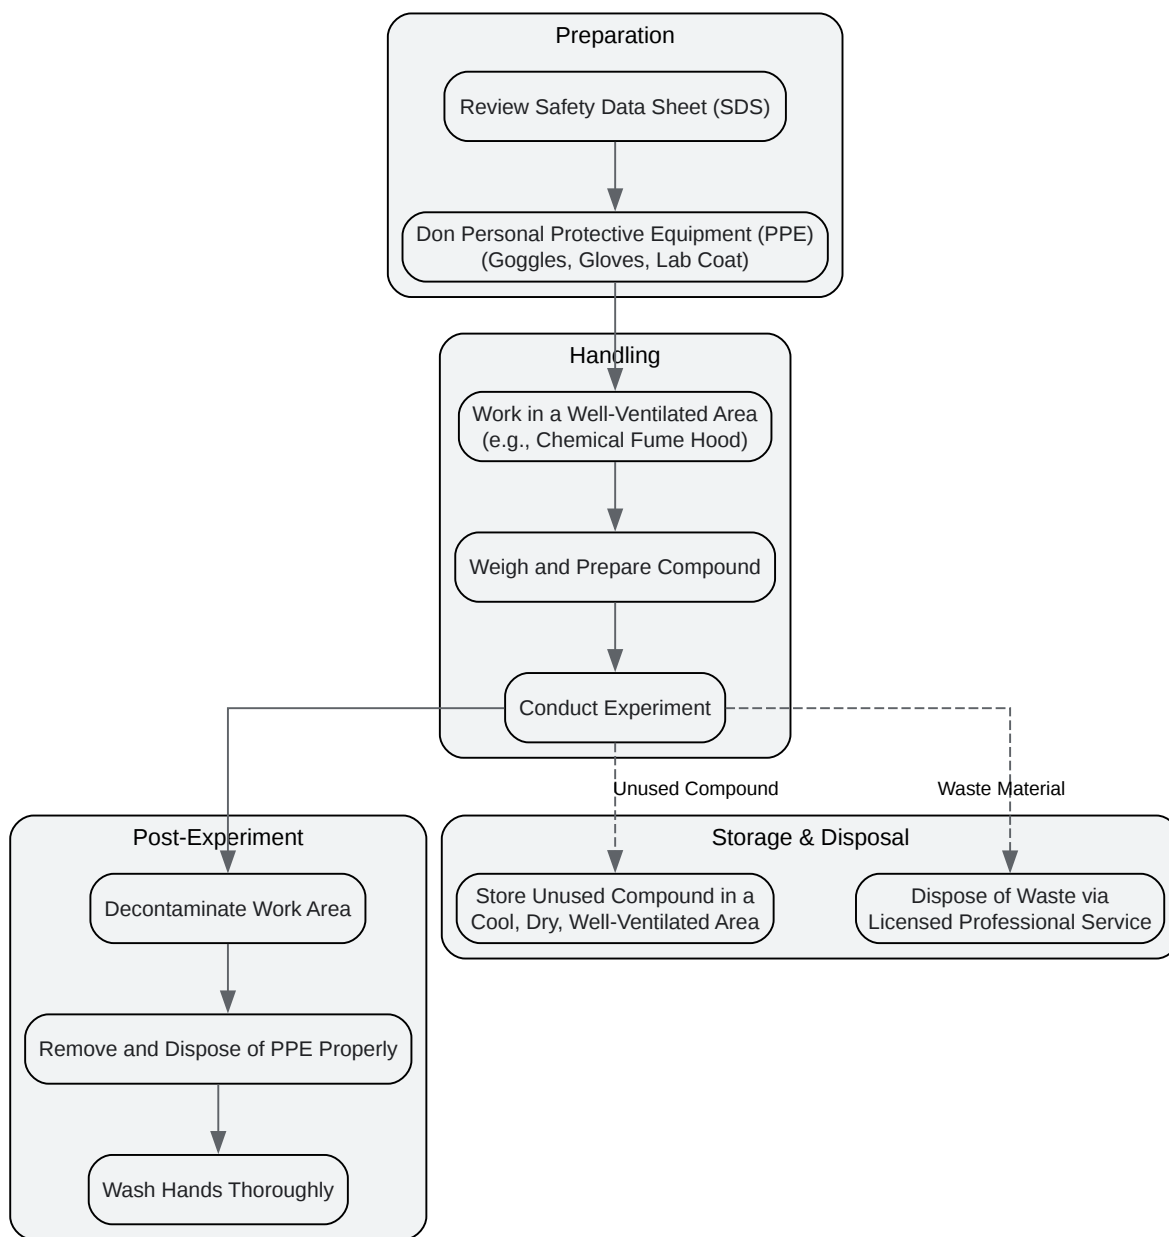 Preparation
Review Safety Data Sheet (SDS)
Don Personal Protective Equipment (PPE)
(Goggles, Gloves, Lab Coat)
Handling
Work in a Well-Ventilated Area
(e.g., Chemical Fume Hood)
Weigh and Prepare Compound
Conduct Experiment
Unused Compound
Waste Material
Post-Experiment
Decontaminate Work Area
Remove and Dispose of PPE Properly
Wash Hands Thoroughly
Storage & Disposal
Store Unused Compound in a
Cool, Dry, Well-Ventilated Area
Dispose of Waste via
Licensed Professional Service